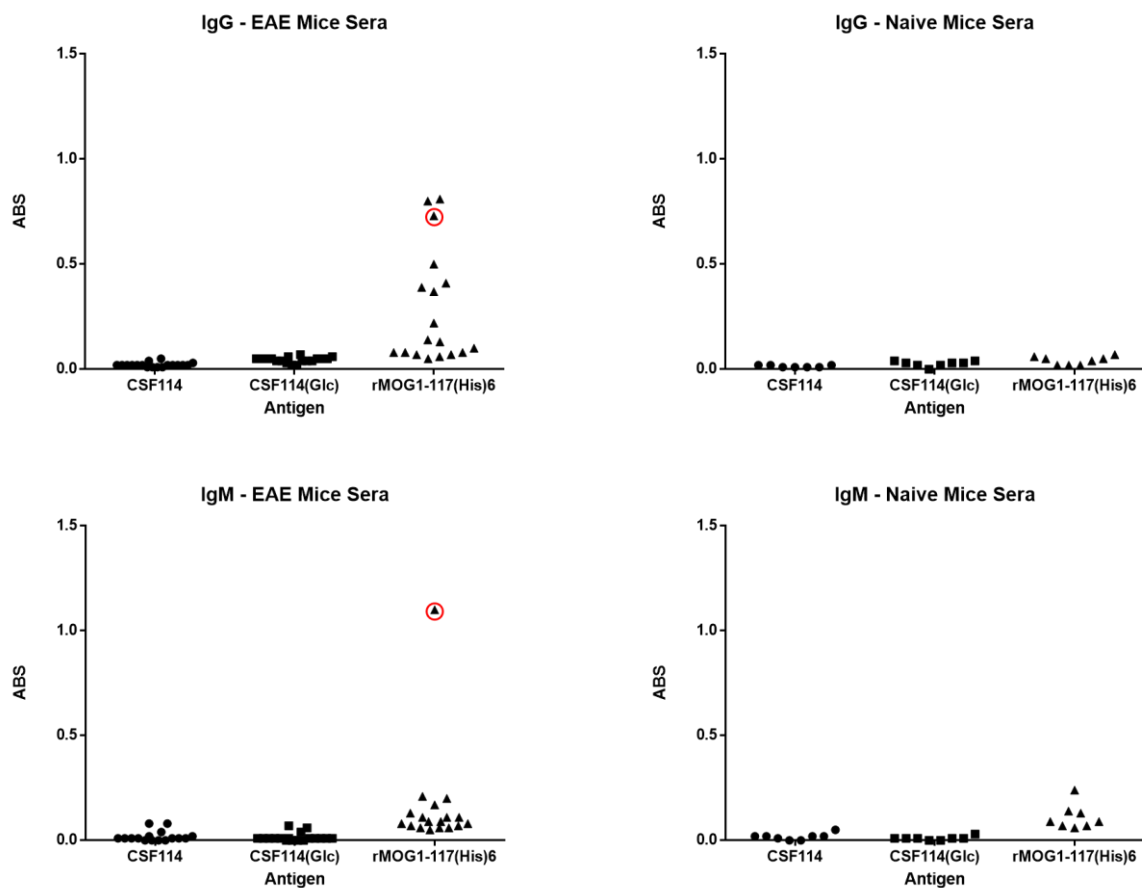 IgG - EAE Mice Sera
1.5
1.0
0.5
0.0
ABS
CSF114 CSF114(Glc) rMOG1-117(His)6
Antigen
IgG - Naive Mice Sera
1.5
1.0
0.5
0.0
ABS
CSF114 CSF114(Glc) rMOG1-117(His)6
Antigen
IgM - EAE Mice Sera
1.5
1.0
0.5
0.0
ABS
CSF114 CSF114(Glc) rMOG1-117(His)6
Antigen
IgM - Naive Mice Sera
1.5
1.0
0.5
0.0
ABS
CSF114 CSF114(Glc) rMOG1-117(His)6
Antigen